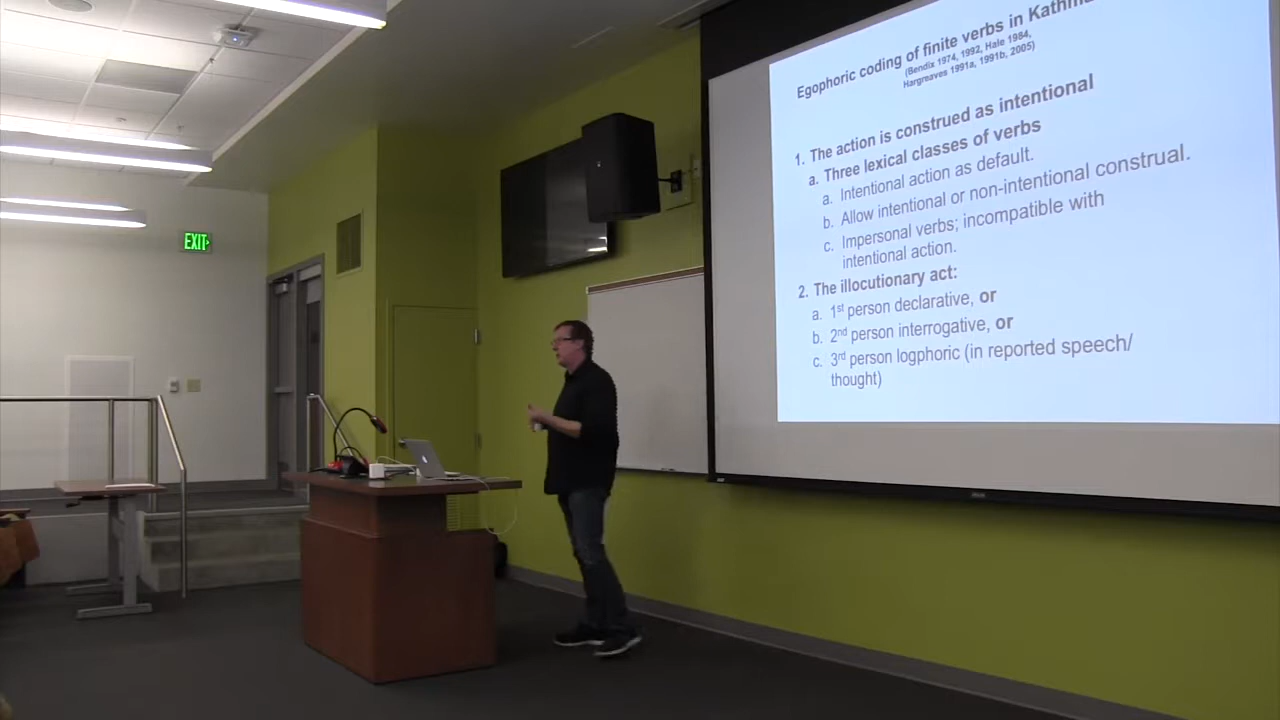 Egophoric coding of finite verbs in
(Bendix 1974, 1992, Hale 1984,
Hargreaves 1991a, 1991b, 2005)
1. The action is construed as intentional
a. Three lexical classes of verbs
a. Intentional action as default.
b. Allow intentional or non-intentional construal.
c. Impersonal verbs; incompatible with
intentional action.
2. The illocutionary act:
a. 1st person declarative, or
b. 2nd person interrogative, or
c. 3rd person logphoric (in reported speech/
thought)
EXIT